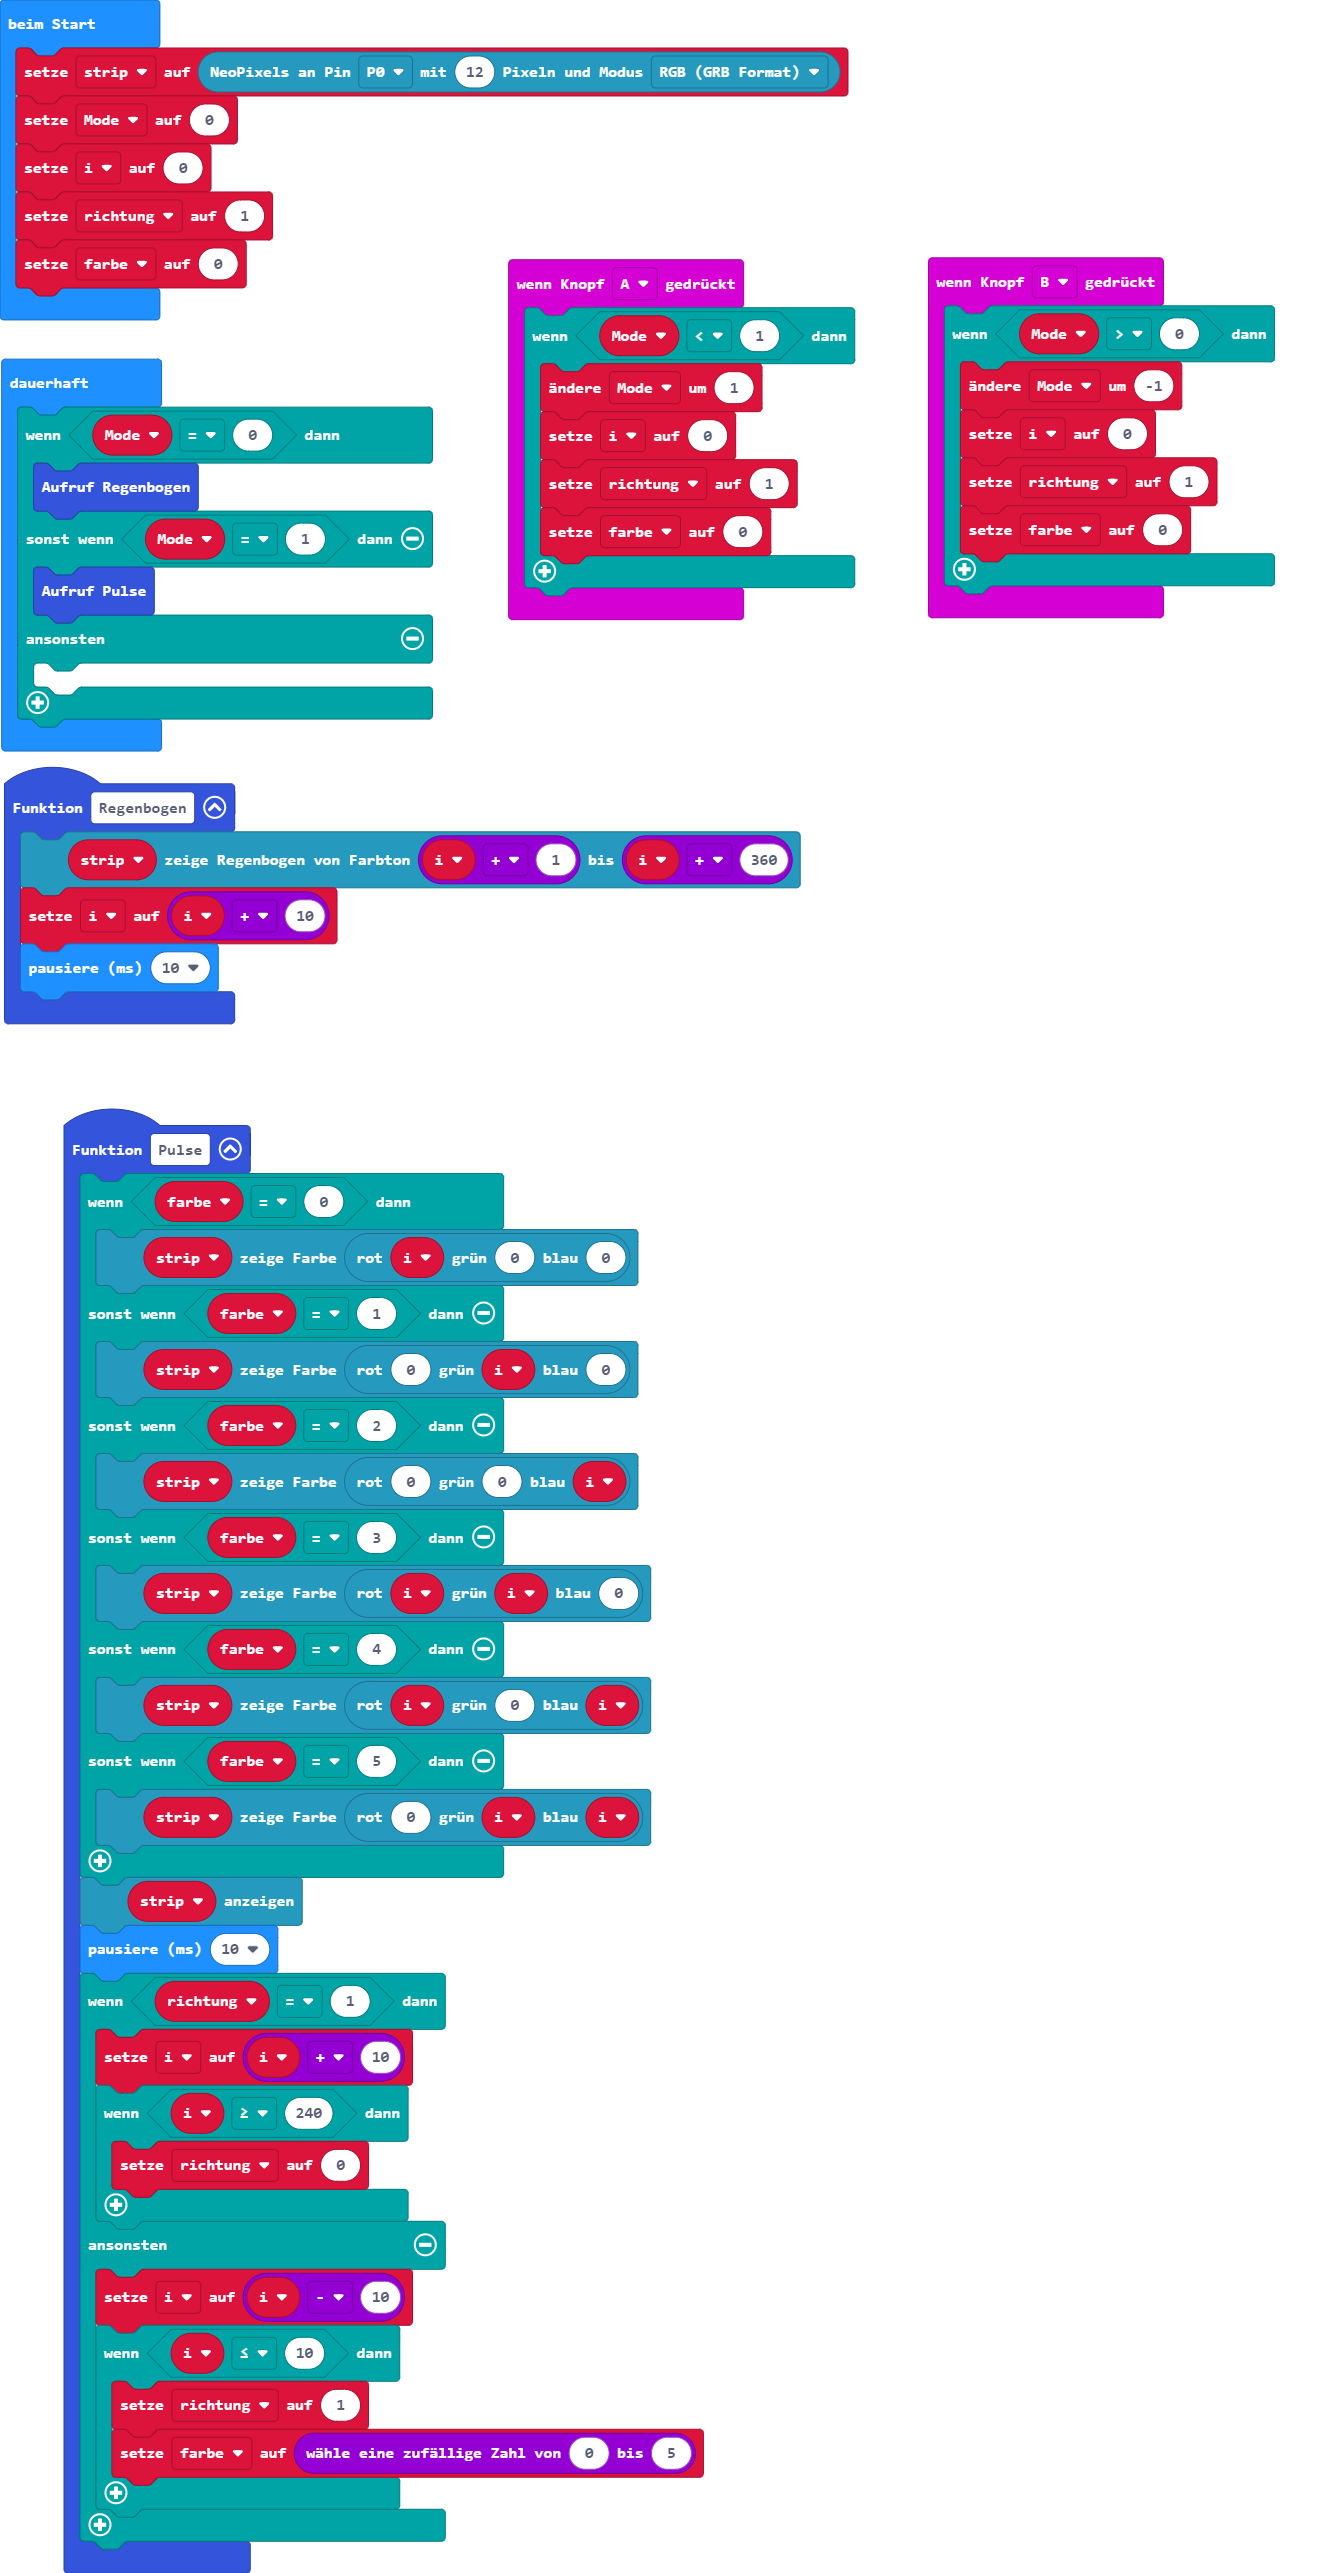 beim Start
setze strip auf NeoPixels an Pin P0 mit 12 Pixeln und Modus RGB (GRB Format)
setze Mode auf 0
setze i auf 0
setze richtung auf 1
setze farbe auf 0
wenn Knopf A gedrückt
wenn Mode < 1 dann
ändere Mode um 1
setze i auf 0
setze richtung auf 1
setze farbe auf 0
wenn Knopf B gedrückt
wenn Mode > 0 dann
ändere Mode um -1
setze i auf 0
setze richtung auf 1
setze farbe auf 0
dauerhaft
wenn Mode = 0 dann
Aufruf Regenbogen
sonst wenn Mode = 1 dann
Aufruf Pulse
ansonsten
Funktion Regenbogen
strip zeige Regenbogen von Farbton i + 1 bis i + 360
setze i auf i + 10
pausiere (ms) 10
Funktion Pulse
wenn farbe = 0 dann
strip zeige Farbe rot i grün 0 blau 0
sonst wenn farbe = 1 dann
strip zeige Farbe rot 0 grün i blau 0
sonst wenn farbe = 2 dann
strip zeige Farbe rot 0 grün 0 blau i
sonst wenn farbe = 3 dann
strip zeige Farbe rot i grün i blau 0
sonst wenn farbe = 4 dann
strip zeige Farbe rot i grün 0 blau i
sonst wenn farbe = 5 dann
strip zeige Farbe rot 0 grün i blau i
strip anzeigen
pausiere (ms) 10
wenn richtung = 1 dann
setze i auf i + 10
wenn i ≥ 240 dann
setze richtung auf 0
ansonsten
setze i auf i - 10
wenn i ≤ 10 dann
setze richtung auf 1
setze farbe auf wähle eine zufällige Zahl von 0 bis 5